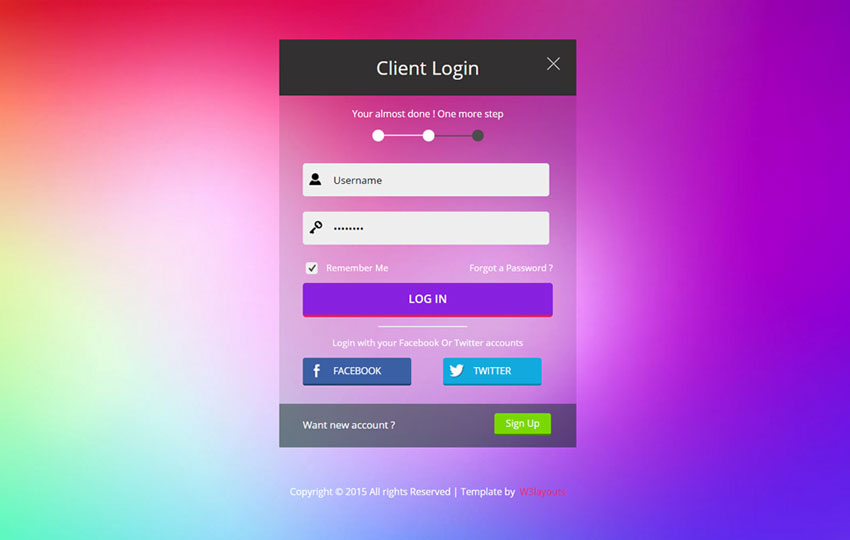 Client Login
Your almost done ! One more step
Username
••••••••
Remember Me Forgot a Password ?
LOG IN
Login with your Facebook Or Twitter accounts
FACEBOOK TWITTER
Want new account ? Sign Up
Copyright © 2015 All rights Reserved | Template by W3layouts